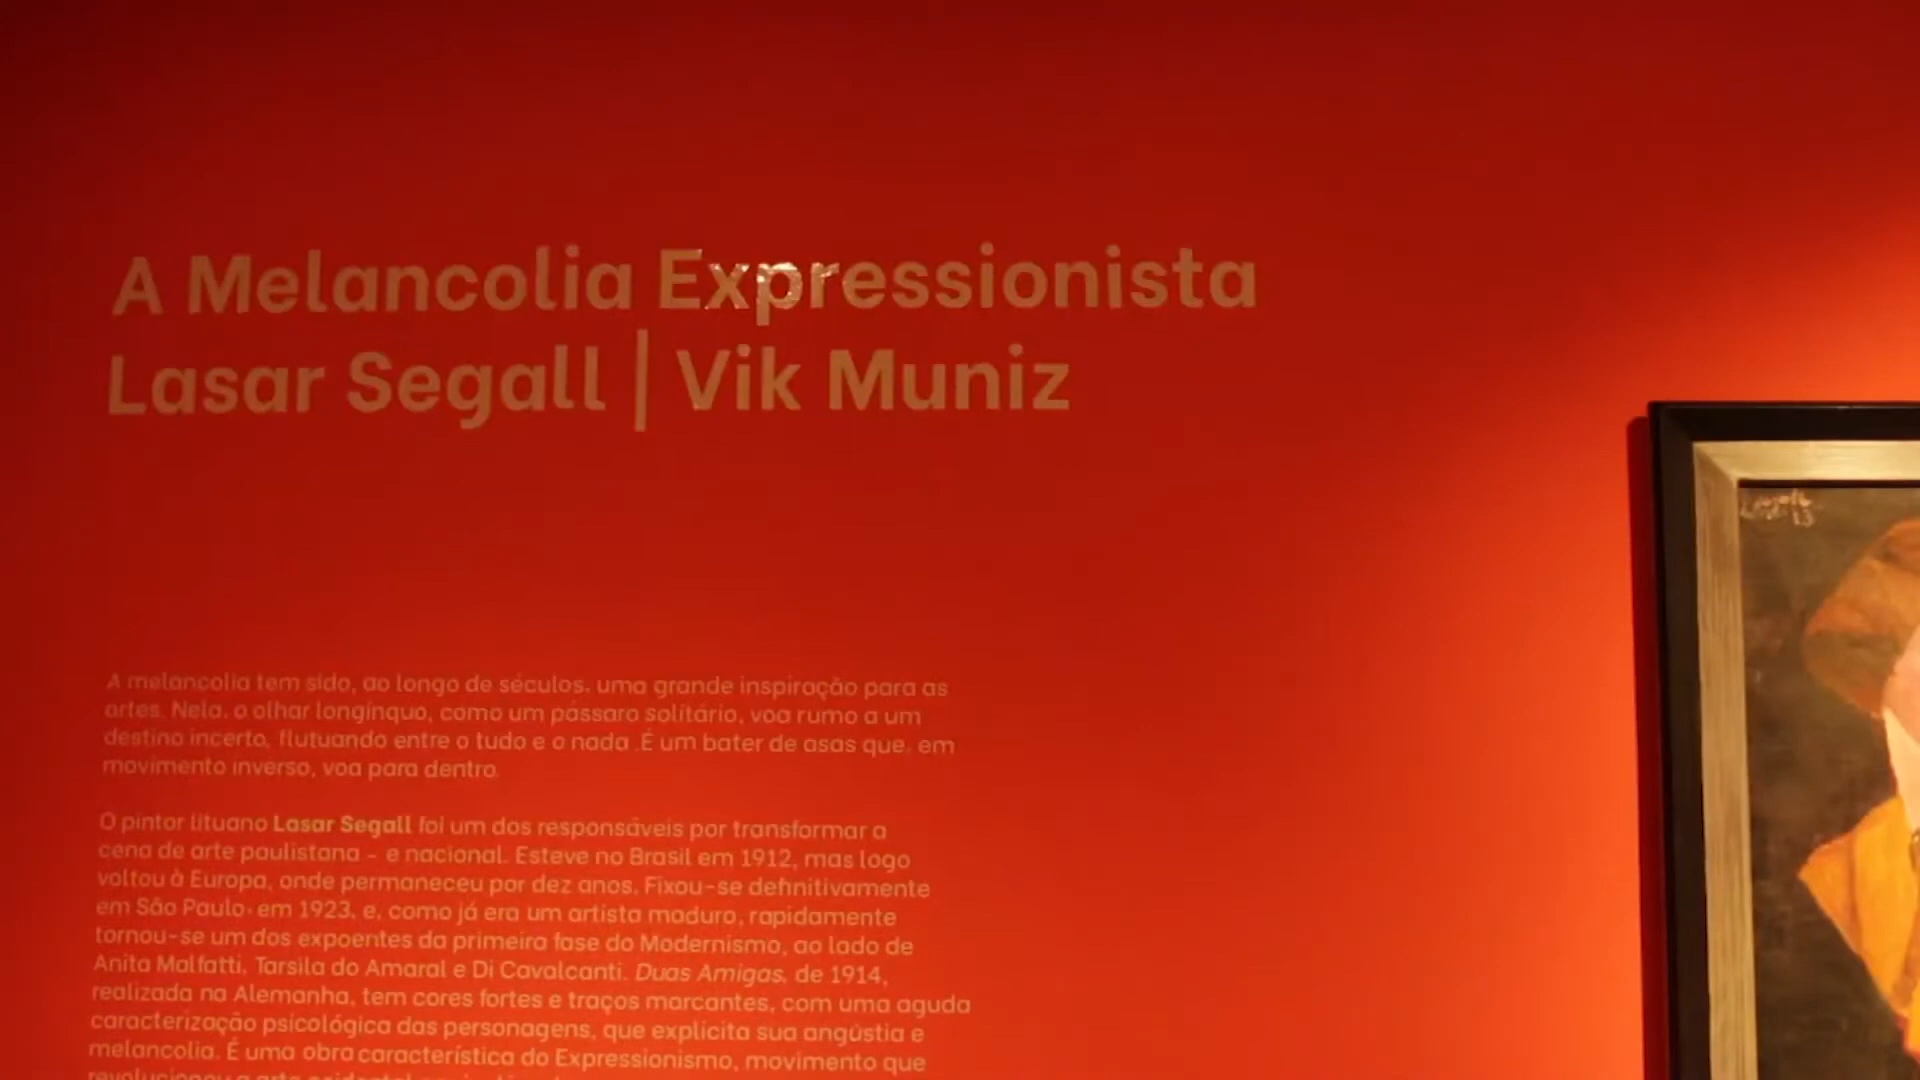 A Melancolia Expressionista
Lasar Segall | Vik Muniz
A melancolia tem sido, ao longo de séculos, uma grande inspiração para as
artes. Nela, o olhar longínquo, como um pássaro solitário, voa rumo a um
destino incerto, flutuando entre o tudo e o nada .É um bater de asas que, em
movimento inverso, voa para dentro.
O pintor lituano Lasar Segall foi um dos responsáveis por transformar a
cena de arte paulistana - e nacional. Esteve no Brasil em 1912, mas logo
voltou à Europa, onde permaneceu por dez anos. Fixou-se definitivamente
em São Paulo, em 1923, e, como já era um artista maduro, rapidamente
tornou-se um dos expoentes da primeira fase do Modernismo, ao lado de
Anita Malfatti, Tarsila do Amaral e Di Cavalcanti. Duas Amigas, de 1914,
realizada na Alemanha, tem cores fortes e traços marcantes, com uma aguda
caracterização psicológica das personagens, que explicita sua angústia e
melancolia. É uma obra característica do Expressionismo, movimento que